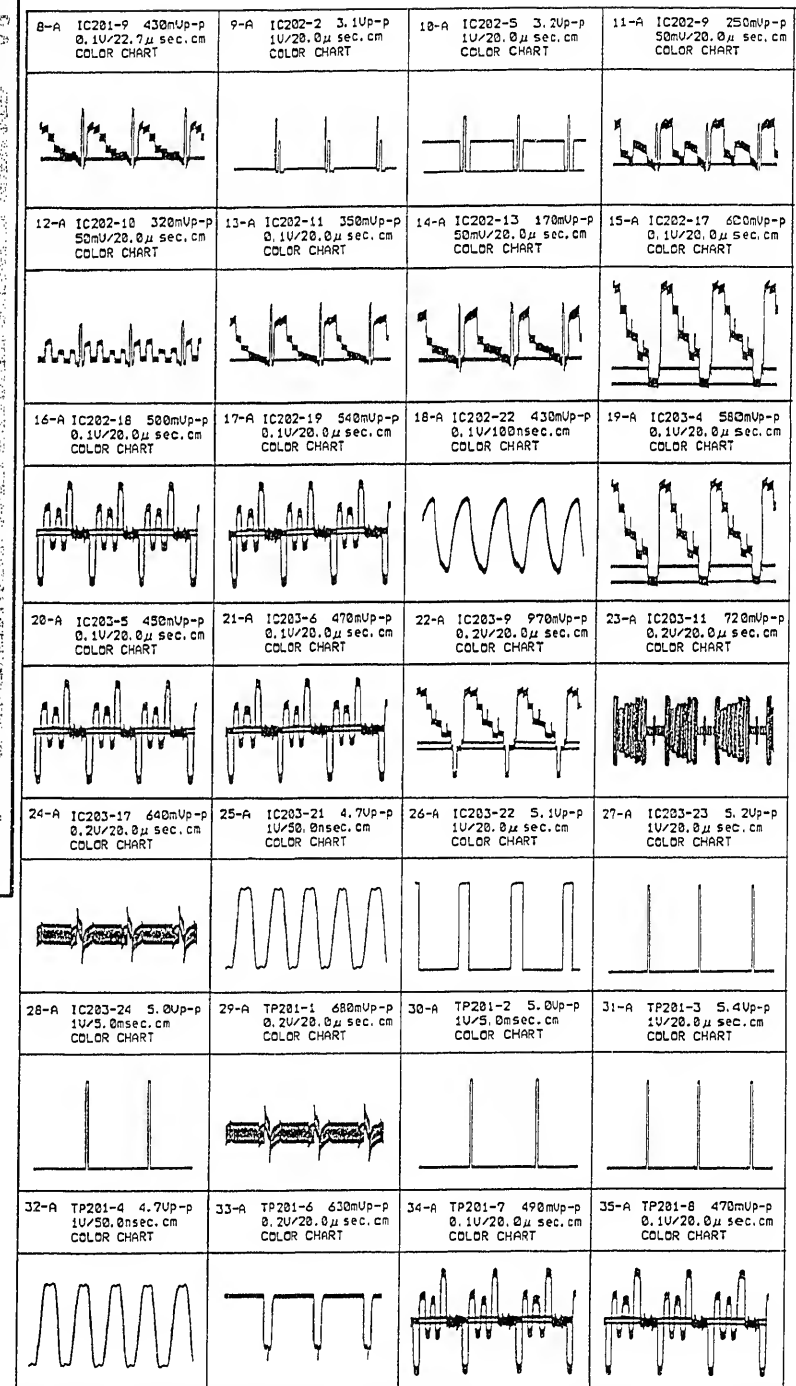 8-A IC201-9 430mVp-p
0.1V/22.7μ sec.cm
COLOR CHART
9-A IC202-2 3.1Vp-p
1V/20.0μ sec.cm
COLOR CHART
10-A IC202-5 3.2Vp-p
1V/20.0μ sec.cm
COLOR CHART
11-A IC202-9 250mVp-p
50mV/20.0μ sec.cm
COLOR CHART
12-A IC202-10 320mVp-p
50mV/20.0μ sec.cm
COLOR CHART
13-A IC202-11 350mVp-p
0.1V/20.0μ sec.cm
COLOR CHART
14-A IC202-13 170mVp-p
50mV/20.0μ sec.cm
COLOR CHART
15-A IC202-17 600mVp-p
0.1V/20.0μ sec.cm
COLOR CHART
16-A IC202-18 500mVp-p
0.1V/20.0μ sec.cm
COLOR CHART
17-A IC202-19 540mVp-p
0.1V/20.0μ sec.cm
COLOR CHART
18-A IC202-22 430mVp-p
0.1V/100nsec.cm
COLOR CHART
19-A IC203-4 580mVp-p
0.1V/20.0μ sec.cm
COLOR CHART
20-A IC203-5 450mVp-p
0.1V/20.0μ sec.cm
COLOR CHART
21-A IC203-6 470mVp-p
0.1V/20.0μ sec.cm
COLOR CHART
22-A IC203-9 970mVp-p
0.2V/20.0μ sec.cm
COLOR CHART
23-A IC203-11 720mVp-p
0.2V/20.0μ sec.cm
COLOR CHART
24-A IC203-17 640mVp-p
0.2V/20.0μ sec.cm
COLOR CHART
25-A IC203-21 4.7Vp-p
1V/50.0nsec.cm
COLOR CHART
26-A IC203-22 5.1Vp-p
1V/20.0μ sec.cm
COLOR CHART
27-A IC203-23 5.2Vp-p
1V/20.0μ sec.cm
COLOR CHART
28-A IC203-24 5.0Vp-p
1V/5.0msec.cm
COLOR CHART
29-A TP201-1 680mVp-p
0.2V/20.0μ sec.cm
COLOR CHART
30-A TP201-2 5.0Vp-p
1V/5.0msec.cm
COLOR CHART
31-A TP201-3 5.4Vp-p
1V/20.0μ sec.cm
COLOR CHART
32-A TP201-4 4.7Vp-p
1V/50.0nsec.cm
COLOR CHART
33-A TP201-6 630mVp-p
0.2V/20.0μ sec.cm
COLOR CHART
34-A TP201-7 490mVp-p
0.1V/20.0μ sec.cm
COLOR CHART
35-A TP201-8 470mVp-p
0.1V/20.0μ sec.cm
COLOR CHART